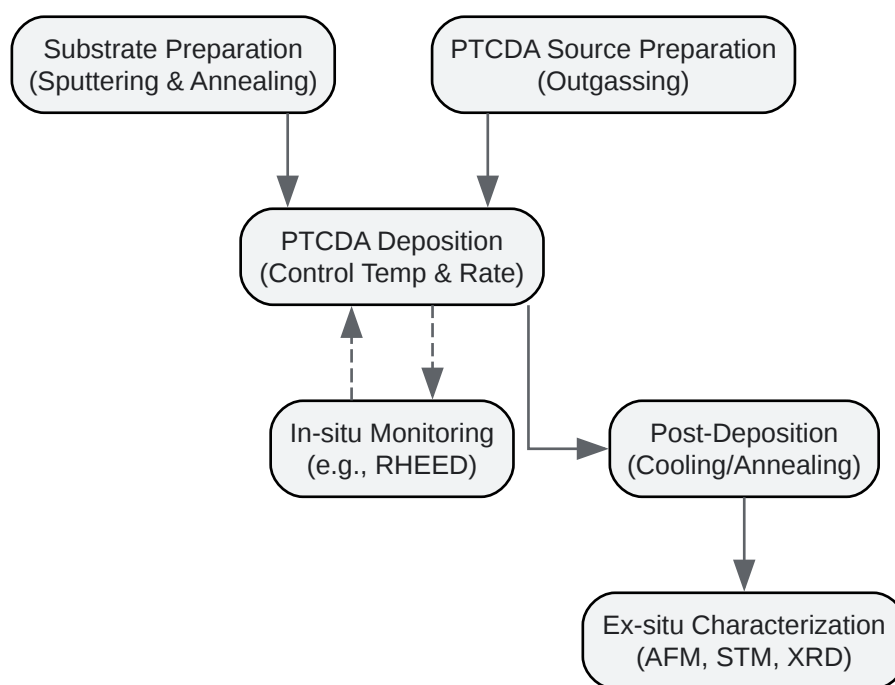 Substrate Preparation
(Sputtering & Annealing)
PTCDA Source Preparation
(Outgassing)
PTCDA Deposition
(Control Temp & Rate)
In-situ Monitoring
(e.g., RHEED)
Post-Deposition
(Cooling/Annealing)
Ex-situ Characterization
(AFM, STM, XRD)